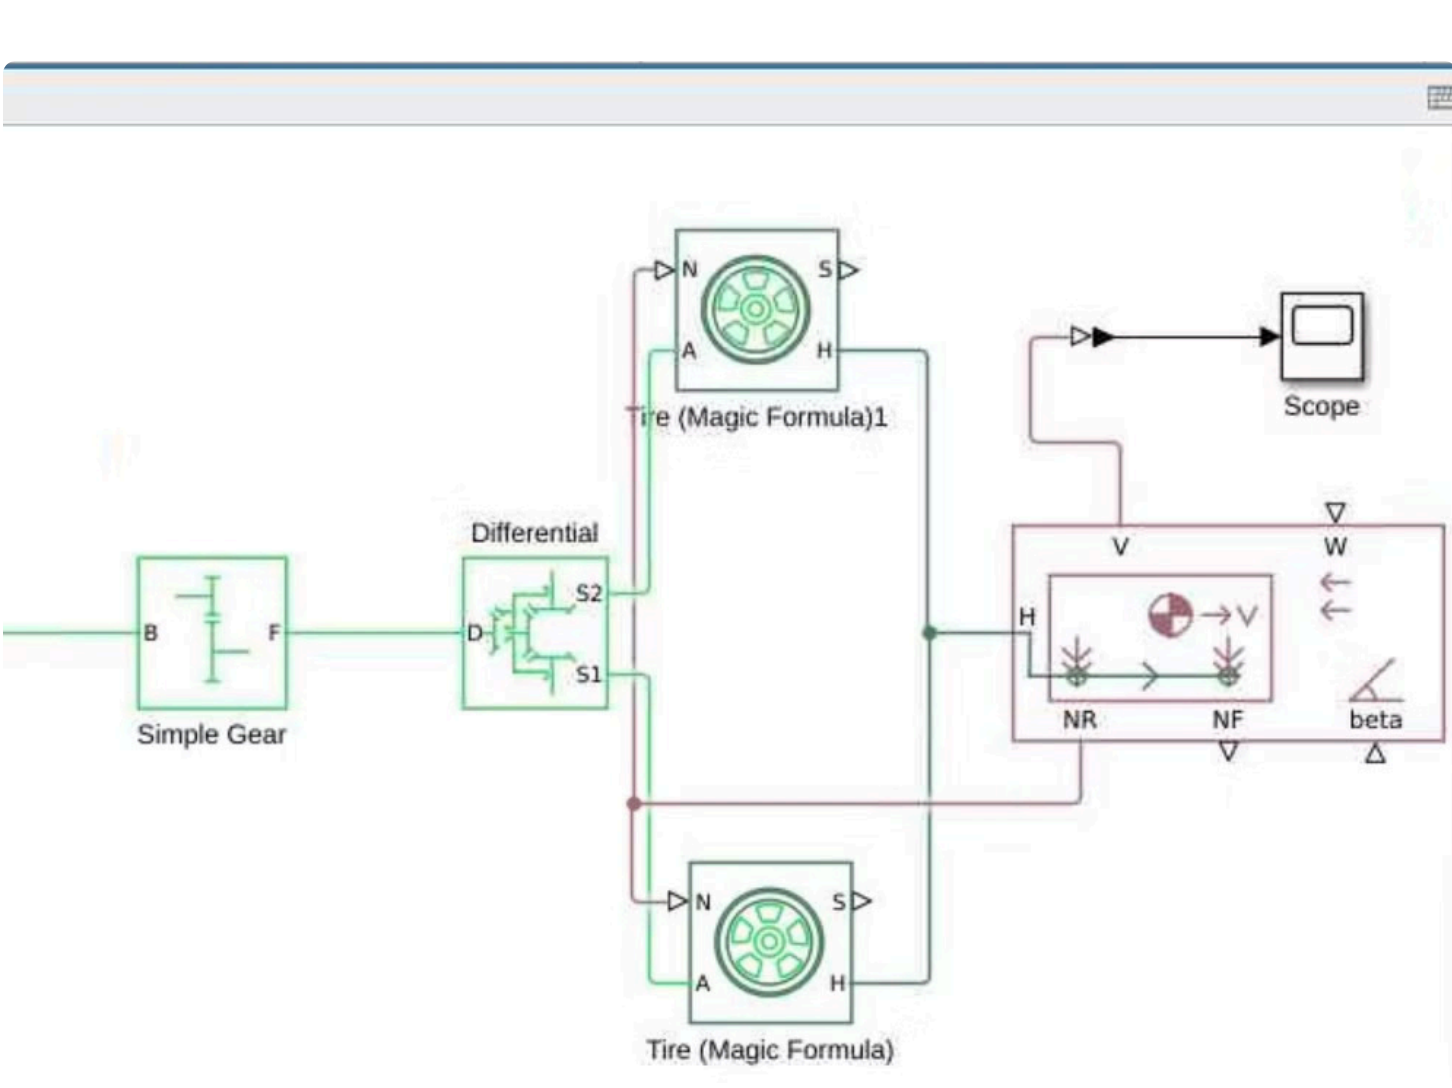 N
S
A
H
Tire (Magic Formula)1
Scope
Differential
V
W
S2
H
V
B
F
D
S1
NR
NF
beta
Simple Gear
N
S
A
H
Tire (Magic Formula)